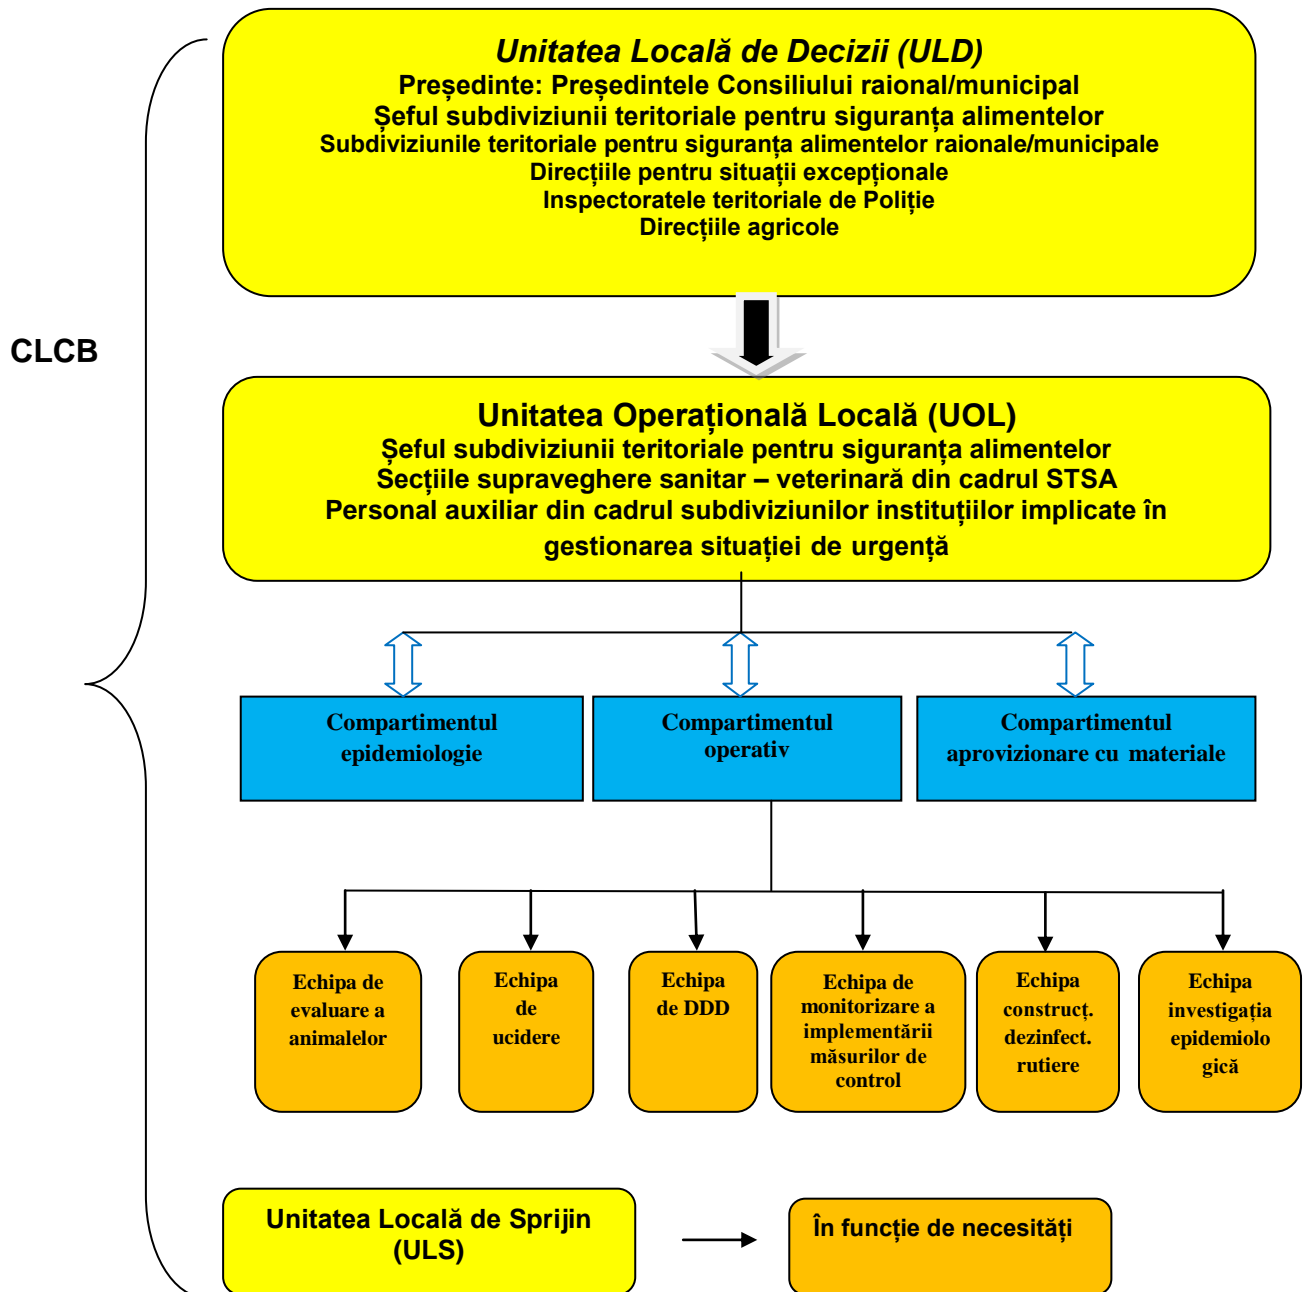 Unitatea Locală de Decizii (ULD)
Președinte: Președintele Consiliului raional/municipal
Șeful subdiviziunii teritoriale pentru siguranța alimentelor
Subdiviziunile teritoriale pentru siguranța alimentelor raionale/municipale
Direcțiile pentru situații excepționale
Inspectoratele teritoriale de Poliție
Direcțiile agricole
CLCB
Unitatea Operațională Locală (UOL)
Șeful subdiviziunii teritoriale pentru siguranța alimentelor
Secțiile supraveghere sanitar – veterinară din cadrul STSA
Personal auxiliar din cadrul subdiviziunilor instituțiilor implicate în
gestionarea situației de urgență
Compartimentul
epidemiologie
Compartimentul
operativ
Compartimentul
aprovizionare cu materiale
Echipa de
evaluare a
animalelor
Echipa
de
ucidere
Echipa
de DDD
Echipa de
monitorizare a
implementării
măsurilor de
control
Echipa
construcț.
dezinfect.
rutiere
Echipa
investigația
epidemiolo
gică
Unitatea Locală de Sprijin
(ULS)
În funcție de necesități